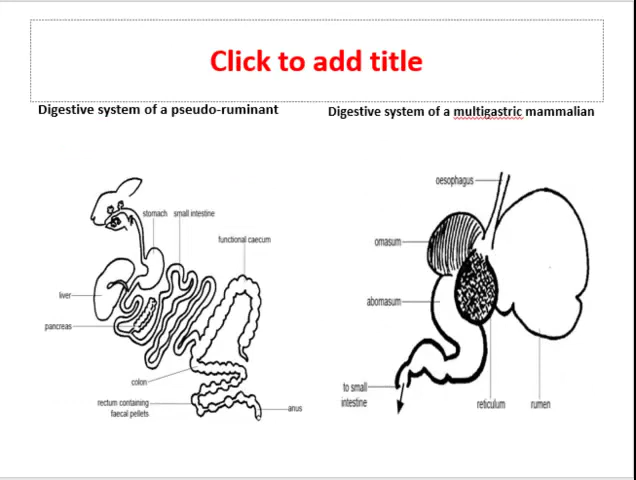 Click to add title
Digestive system of a pseudo-ruminant
Digestive system of a multigastric mammalian
stomach
small intestine
functional caecum
liver
pancreas
colon
rectum containing
faecal pellets
anus
oesophagus
omasum
abomasum
to small
intestine
reticulum
rumen